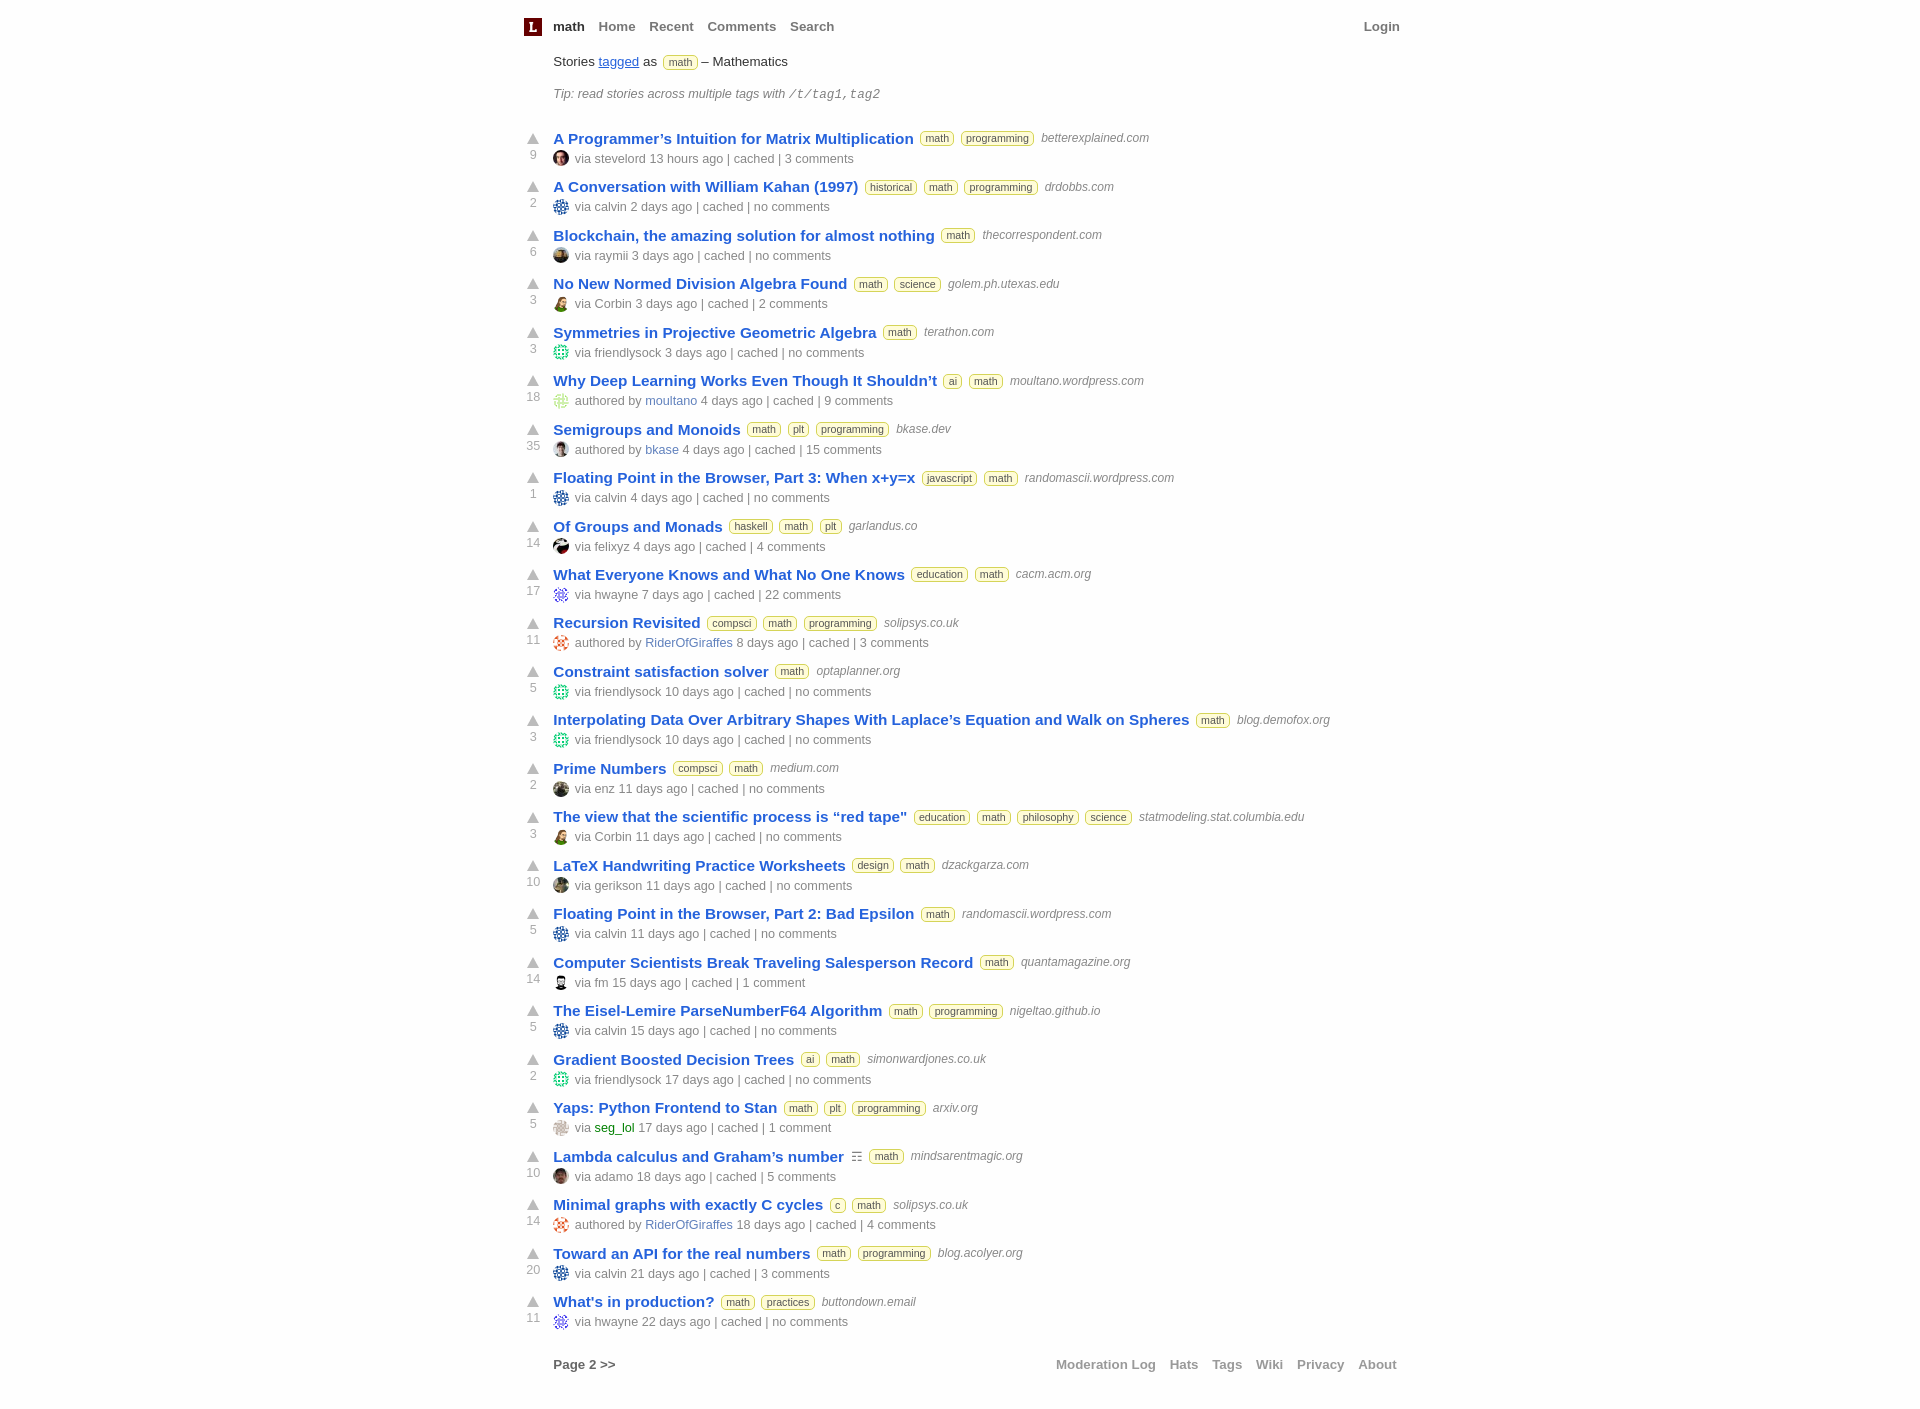 L math Home Recent Comments Search Login
Stories tagged as math – Mathematics
Tip: read stories across multiple tags with /t/tag1,tag2
A Programmer’s Intuition for Matrix Multiplication math programming betterexplained.com
9 via stevelord 13 hours ago | cached | 3 comments
A Conversation with William Kahan (1997) historical math programming drdobbs.com
2 via calvin 2 days ago | cached | no comments
Blockchain, the amazing solution for almost nothing math thecorrespondent.com
6 via raymii 3 days ago | cached | no comments
No New Normed Division Algebra Found math science golem.ph.utexas.edu
3 via Corbin 3 days ago | cached | 2 comments
Symmetries in Projective Geometric Algebra math terathon.com
3 via friendlysock 3 days ago | cached | no comments
Why Deep Learning Works Even Though It Shouldn’t ai math moultano.wordpress.com
18 authored by moultano 4 days ago | cached | 9 comments
Semigroups and Monoids math plt programming bkase.dev
35 authored by bkase 4 days ago | cached | 15 comments
Floating Point in the Browser, Part 3: When x+y=x javascript math randomascii.wordpress.com
1 via calvin 4 days ago | cached | no comments
Of Groups and Monads haskell math plt garlandus.co
14 via felixyz 4 days ago | cached | 4 comments
What Everyone Knows and What No One Knows education math cacm.acm.org
17 via hwayne 7 days ago | cached | 22 comments
Recursion Revisited compsci math programming solipsys.co.uk
11 authored by RiderOfGiraffes 8 days ago | cached | 3 comments
Constraint satisfaction solver math optaplanner.org
5 via friendlysock 10 days ago | cached | no comments
Interpolating Data Over Arbitrary Shapes With Laplace’s Equation and Walk on Spheres math blog.demofox.org
3 via friendlysock 10 days ago | cached | no comments
Prime Numbers compsci math medium.com
2 via enz 11 days ago | cached | no comments
The view that the scientific process is “red tape" education math philosophy science statmodeling.stat.columbia.edu
3 via Corbin 11 days ago | cached | no comments
LaTeX Handwriting Practice Worksheets design math dzackgarza.com
10 via gerikson 11 days ago | cached | no comments
Floating Point in the Browser, Part 2: Bad Epsilon math randomascii.wordpress.com
5 via calvin 11 days ago | cached | no comments
Computer Scientists Break Traveling Salesperson Record math quantamagazine.org
14 via fm 15 days ago | cached | 1 comment
The Eisel-Lemire ParseNumberF64 Algorithm math programming nigeltao.github.io
5 via calvin 15 days ago | cached | no comments
Gradient Boosted Decision Trees ai math simonwardjones.co.uk
2 via friendlysock 17 days ago | cached | no comments
Yaps: Python Frontend to Stan math plt programming arxiv.org
5 via seg_lol 17 days ago | cached | 1 comment
Lambda calculus and Graham’s number ☶ math mindsarentmagic.org
10 via adamo 18 days ago | cached | 5 comments
Minimal graphs with exactly C cycles c math solipsys.co.uk
14 authored by RiderOfGiraffes 18 days ago | cached | 4 comments
Toward an API for the real numbers math programming blog.acolyer.org
20 via calvin 21 days ago | cached | 3 comments
What's in production? math practices buttondown.email
11 via hwayne 22 days ago | cached | no comments
Page 2 >> Moderation Log Hats Tags Wiki Privacy About